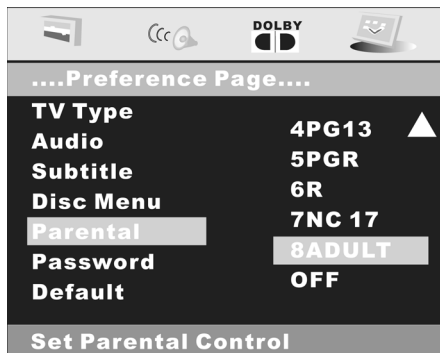 DOLBY
....Preference Page....
TV Type
Audio
Subtitle
Disc Menu
Parental
Password
Default
4PG13
5PGR
6R
7NC 17
8ADULT
OFF
Set Parental Control